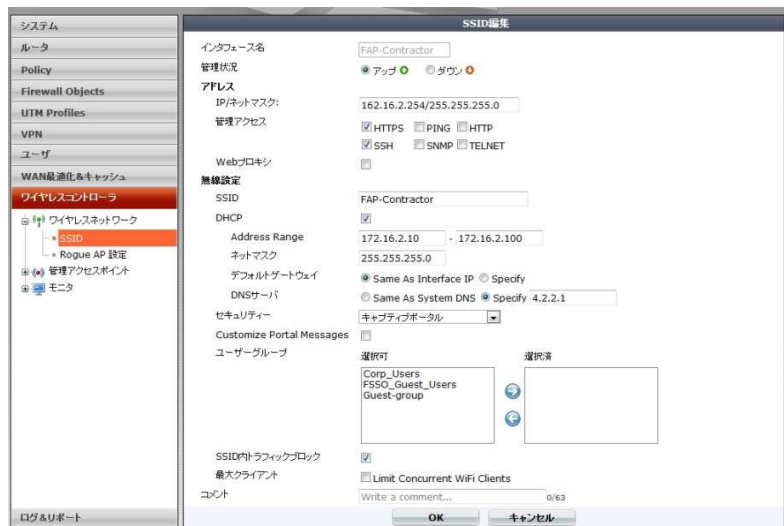 SSID編集
システム
ルータ
Policy
Firewall Objects
UTM Profiles
VPN
ユーザ
WAN最適化&キャッシュ
ワイヤレスコントローラ
ワイヤレスネットワーク
SSID
Rogue AP 設定
管理アクセスポイント
モニタ
ログ&リポート
インタフェース名 FAP-Contractor
管理状況 アップ ダウン
アドレス
IP/ネットマスク: 162.16.2.254/255.255.255.0
管理アクセス HTTPS PING HTTP
SSH SNMP TELNET
Webプロキシ
無線設定
SSID FAP-Contractor
DHCP
Address Range 172.16.2.10 - 172.16.2.100
ネットマスク 255.255.255.0
デフォルトゲートウェイ Same As Interface IP Specify
DNSサーバ Same As System DNS Specify 4.2.2.1
セキュリティー キャプティブポータル
Customize Portal Messages
ユーザーグループ 選択可 選択済
Corp_Users
FSSO_Guest_Users
Guest-group
SSID内トラフィックブロック
最大クライアント Limit Concurrent WiFi Clients
コメント Write a comment... 0/63
OK キャンセル